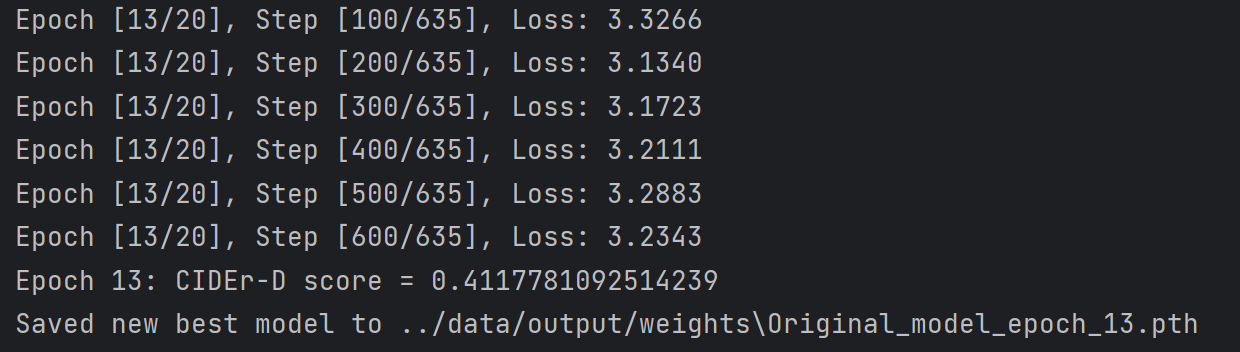 Epoch [13/20], Step [100/635], Loss: 3.3266
Epoch [13/20], Step [200/635], Loss: 3.1340
Epoch [13/20], Step [300/635], Loss: 3.1723
Epoch [13/20], Step [400/635], Loss: 3.2111
Epoch [13/20], Step [500/635], Loss: 3.2883
Epoch [13/20], Step [600/635], Loss: 3.2343
Epoch 13: CIDEr-D score = 0.4117781092514239
Saved new best model to ../data/output/weights\Original_model_epoch_13.pth